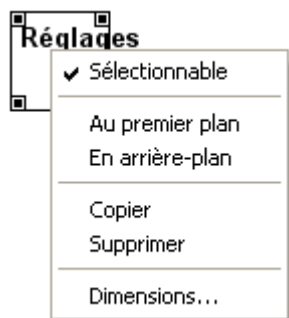 Réglages
Sélectionnable
Au premier plan
En arrière-plan
Copier
Supprimer
Dimensions...